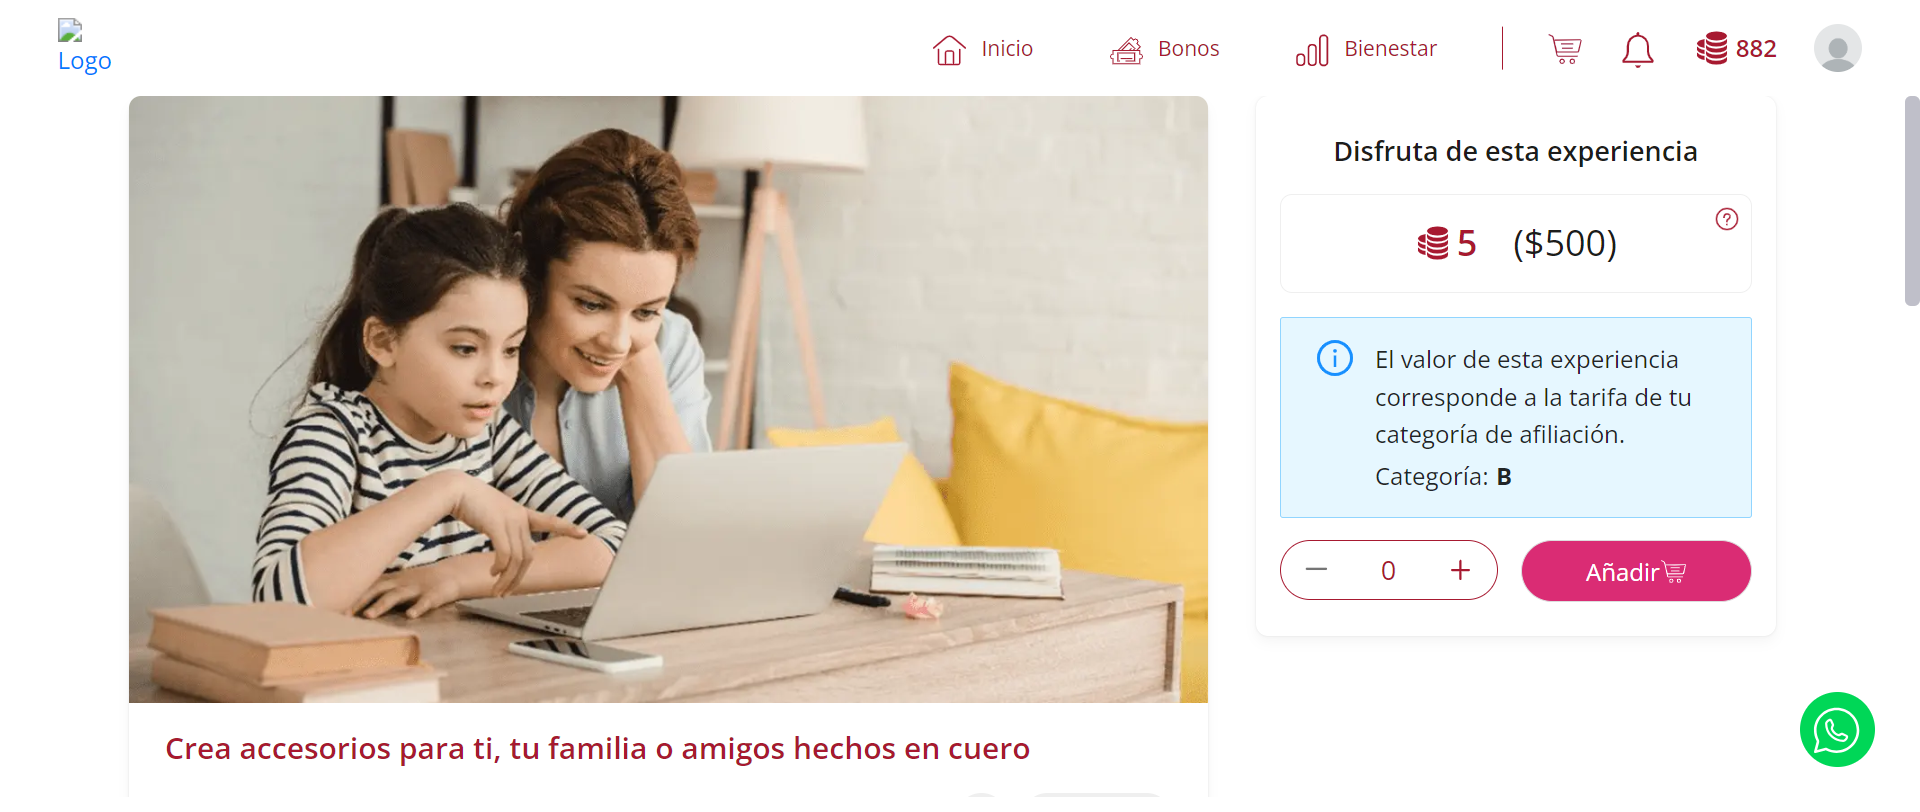 Logo
Inicio
Bonos
Bienestar
882
Disfruta de esta experiencia
5 ($500)
?
i
El valor de esta experiencia
corresponde a la tarifa de tu
categoría de afiliación.
Categoría: B
− 0 +
Añadir
Crea accesorios para ti, tu familia o amigos hechos en cuero